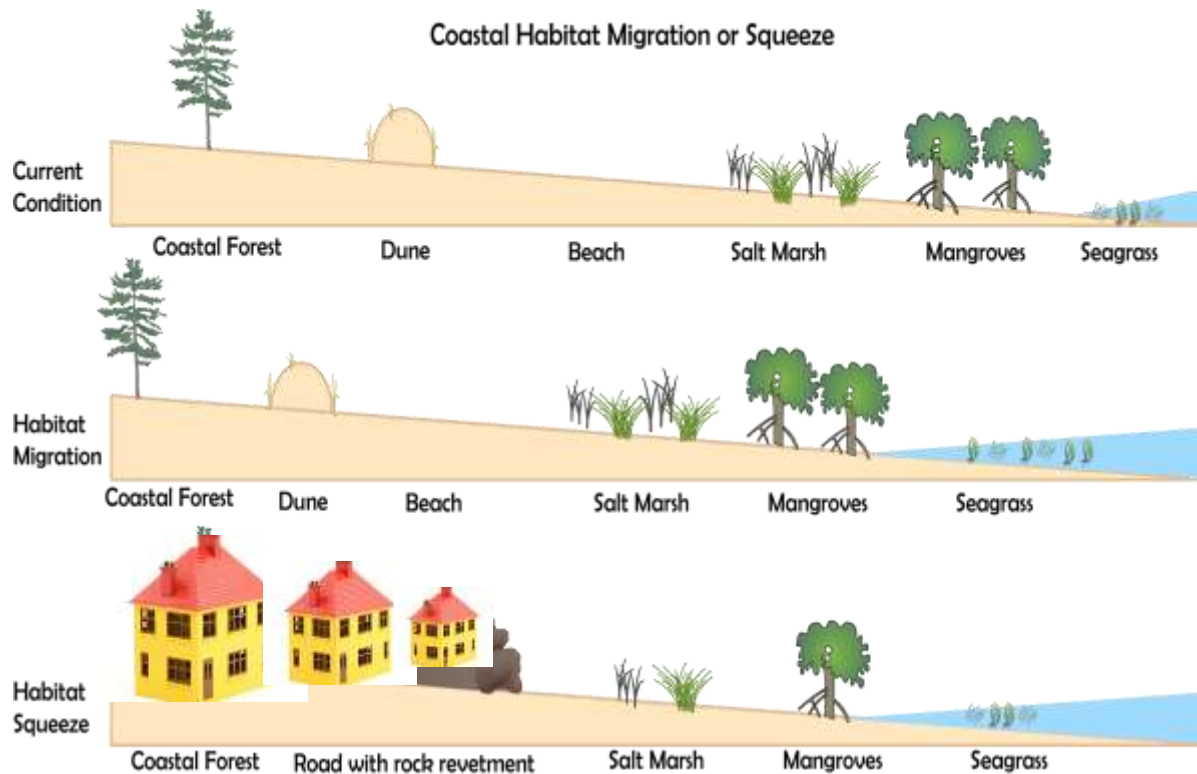 Coastal Habitat Migration or Squeeze
Current
Condition
Coastal Forest Dune Beach Salt Marsh Mangroves Seagrass
Habitat
Migration
Coastal Forest Dune Beach Salt Marsh Mangroves Seagrass
Habitat
Squeeze
Coastal Forest Road with rock revetment Salt Marsh Mangroves Seagrass